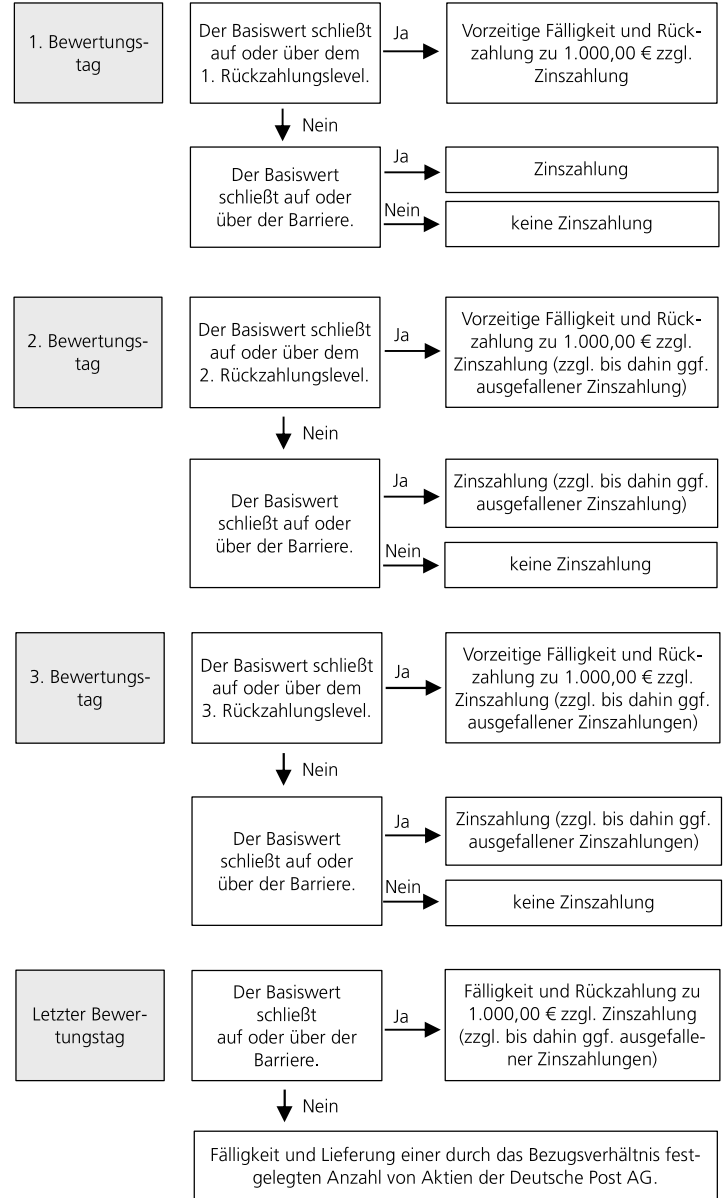 1. Bewertungs-
tag
Der Basiswert schließt
auf oder über dem
1. Rückzahlungslevel.
Ja
Vorzeitige Fälligkeit und Rück-
zahlung zu 1.000,00 € zzgl.
Zinszahlung
Nein
Der Basiswert
schließt auf oder
über der Barriere.
Ja
Zinszahlung
Nein
keine Zinszahlung
2. Bewertungs-
tag
Der Basiswert schließt
auf oder über dem
2. Rückzahlungslevel.
Ja
Vorzeitige Fälligkeit und Rück-
zahlung zu 1.000,00 € zzgl.
Zinszahlung (zzgl. bis dahin ggf.
ausgefallener Zinszahlung)
Nein
Der Basiswert
schließt auf oder
über der Barriere.
Ja
Zinszahlung (zzgl. bis dahin ggf.
ausgefallener Zinszahlung)
Nein
keine Zinszahlung
3. Bewertungs-
tag
Der Basiswert schließt
auf oder über dem
3. Rückzahlungslevel.
Ja
Vorzeitige Fälligkeit und Rück-
zahlung zu 1.000,00 € zzgl.
Zinszahlung (zzgl. bis dahin ggf.
ausgefallener Zinszahlungen)
Nein
Der Basiswert
schließt auf oder
über der Barriere.
Ja
Zinszahlung (zzgl. bis dahin ggf.
ausgefallener Zinszahlungen)
Nein
keine Zinszahlung
Letzter Bewer-
tungstag
Der Basiswert
schließt
auf oder über der
Barriere.
Ja
Fälligkeit und Rückzahlung zu
1.000,00 € zzgl. Zinszahlung
(zzgl. bis dahin ggf. ausgefalle-
ner Zinszahlungen)
Nein
Fälligkeit und Lieferung einer durch das Bezugsverhältnis fest-
gelegten Anzahl von Aktien der Deutsche Post AG.